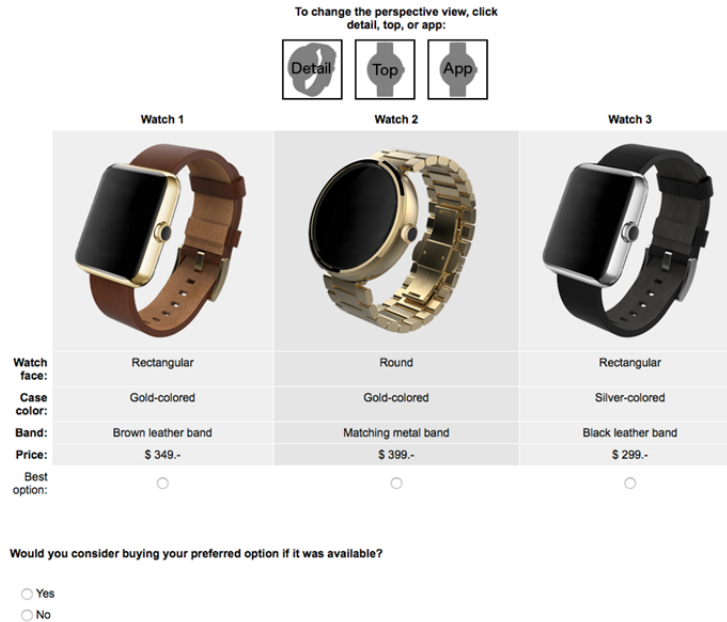 To change the perspective view, click
detail, top, or app:
Detail Top App
Watch 1 Watch 2 Watch 3
Watch face: Rectangular Round Rectangular
Case color: Gold-colored Gold-colored Silver-colored
Band: Brown leather band Matching metal band Black leather band
Price: $ 349.- $ 399.- $ 299.-
Best option:
Would you consider buying your preferred option if it was available?
Yes
No